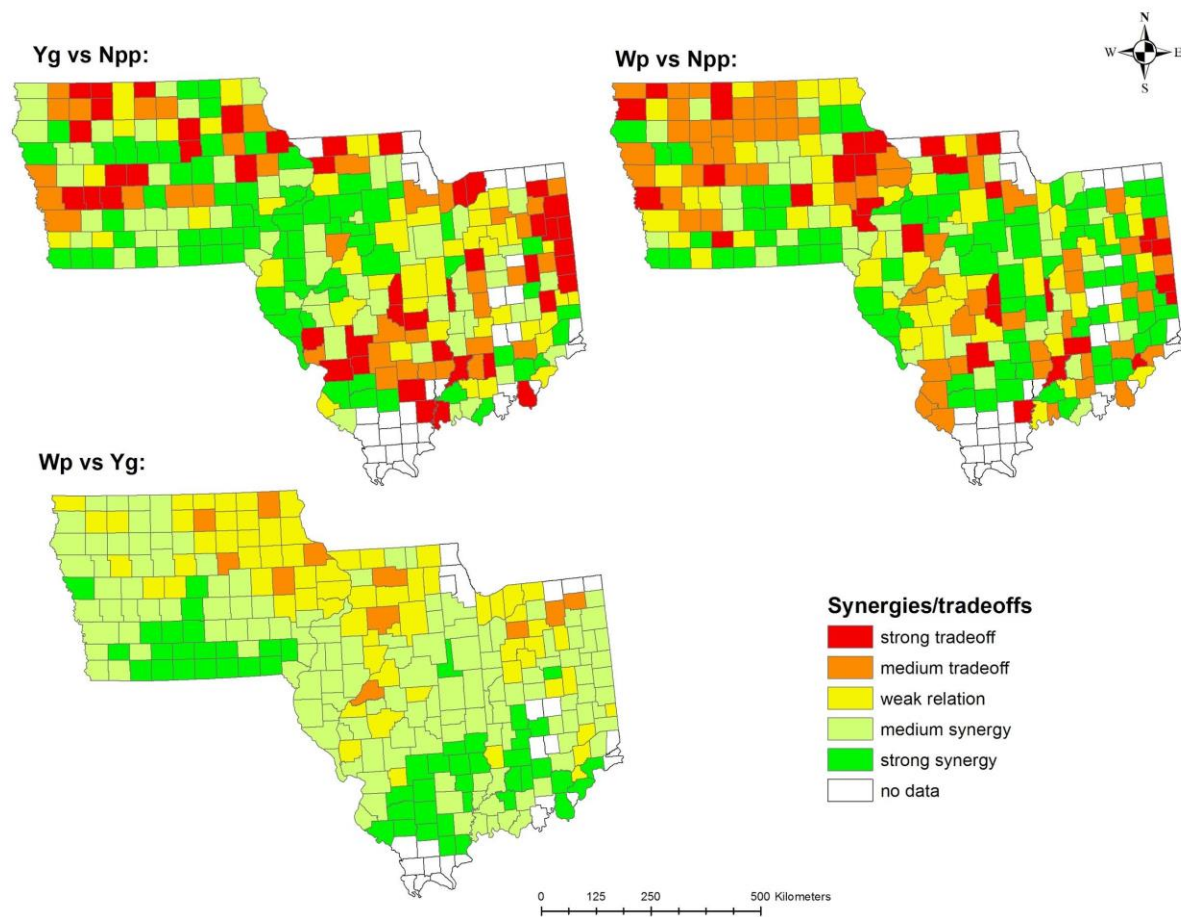 N
Yg vs Npp:
Wp vs Npp:
W
E
S
Wp vs Yg:
Synergies/tradeoffs
strong tradeoff
medium tradeoff
weak relation
medium synergy
strong synergy
no data
0 125 250 500 Kilometers